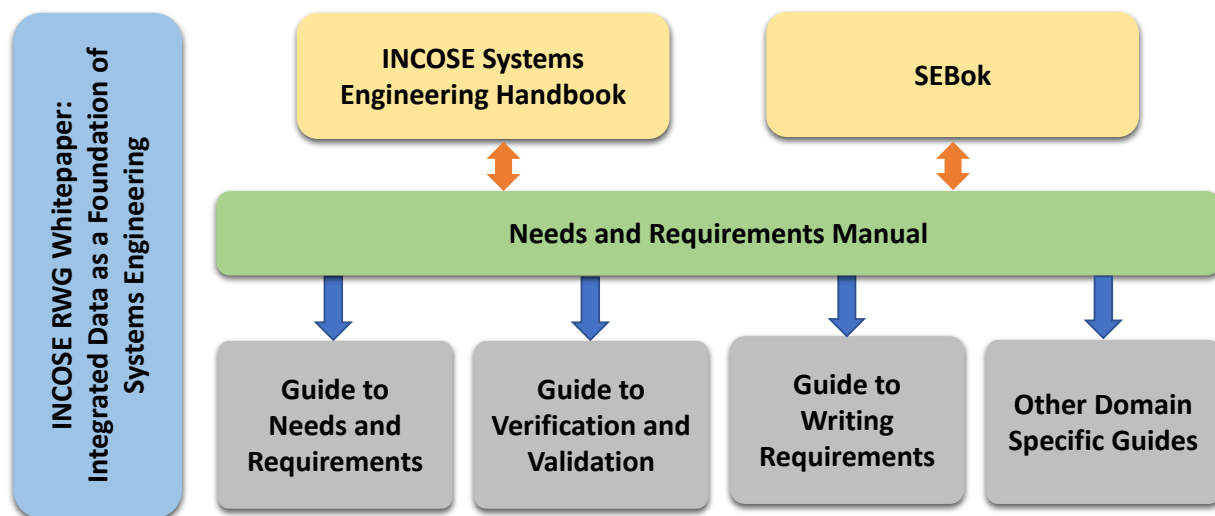 INCOSE RWG Whitepaper:
Integrated Data as a Foundation of
Systems Engineering
INCOSE Systems
Engineering Handbook
SEBok
Needs and Requirements Manual
Guide to
Needs and
Requirements
Guide to
Verification and
Validation
Guide to
Writing
Requirements
Other Domain
Specific Guides